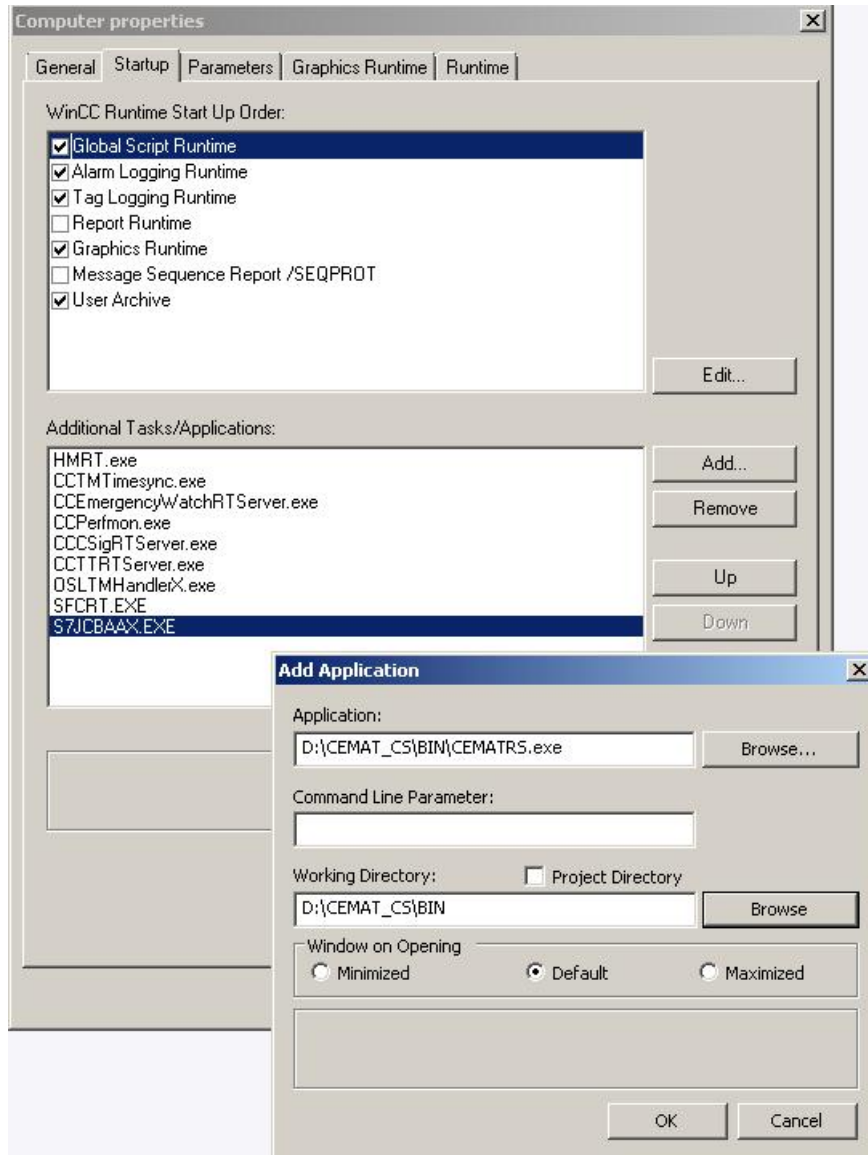 Computer properties
General Startup Parameters Graphics Runtime Runtime
WinCC Runtime Start Up Order:
Global Script Runtime
Alarm Logging Runtime
Tag Logging Runtime
Report Runtime
Graphics Runtime
Message Sequence Report /SEQPROT
User Archive
Edit...
Additional Tasks/Applications:
HMRT.exe
CCTMTimesync.exe
CCEmergencyWatchRTServer.exe
CCPerfmon.exe
CCCSigRTServer.exe
CCTTRTServer.exe
OSLTMHandlerX.exe
SFCRT.EXE
S7JCBAAX.EXE
Add...
Remove
Up
Down
Add Application
Application:
D:\CEMAT_CS\BIN\CEMATRS.exe
Browse...
Command Line Parameter:
Working Directory:
Project Directory
D:\CEMAT_CS\BIN
Browse
Window on Opening
Minimized Default Maximized
OK Cancel